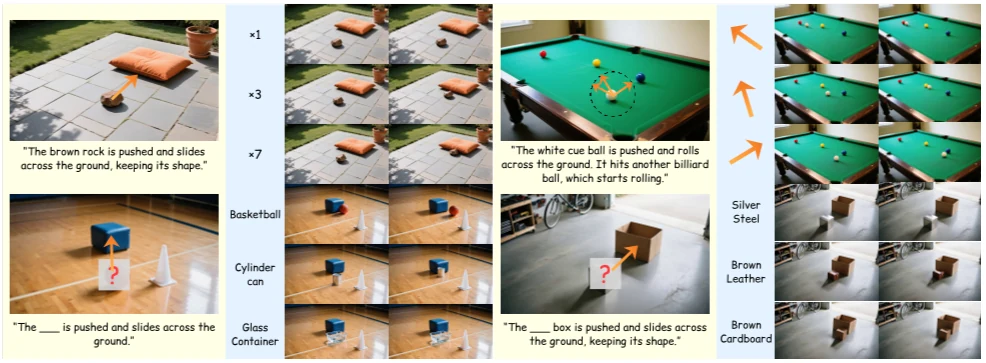 ×1
×3
×7
"The brown rock is pushed and slides
across the ground, keeping its shape."
?
Basketball
Cylinder
can
Glass
Container
"The ___ is pushed and slides across the
ground."
"The white cue ball is pushed and rolls
across the ground. It hits another billiard
ball, which starts rolling."
?
Silver
Steel
Brown
Leather
Brown
Cardboard
"The ___ box is pushed and slides across
the ground, keeping its shape."